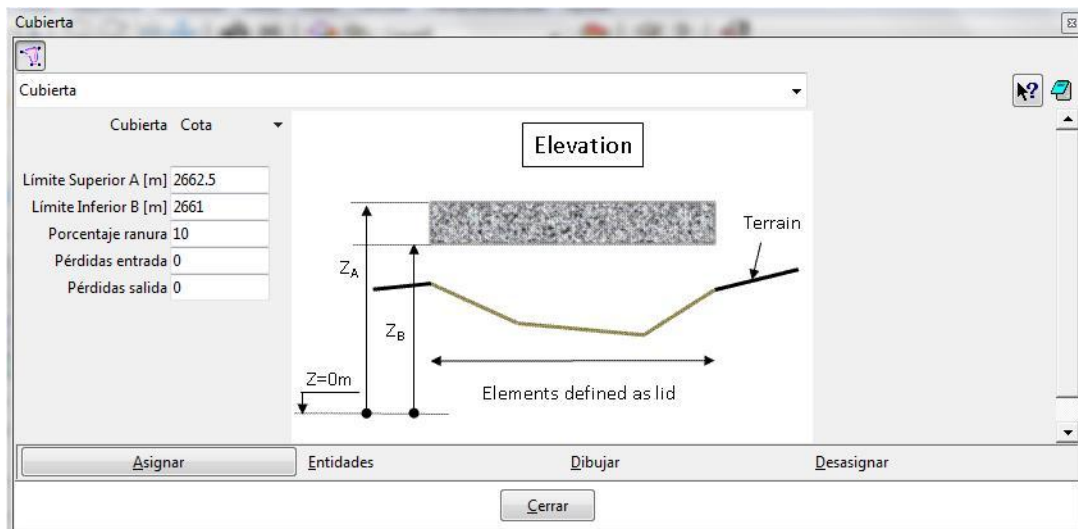 Cubierta
Cubierta
Cubierta Cota
Elevation
Límite Superior A [m] 2662.5
Límite Inferior B [m] 2661
Porcentaje ranura 10
Pérdidas entrada 0
Pérdidas salida 0
Terrain
ZA
ZB
Z=0m
Elements defined as lid
Asignar Entidades Dibujar Desasignar
Cerrar